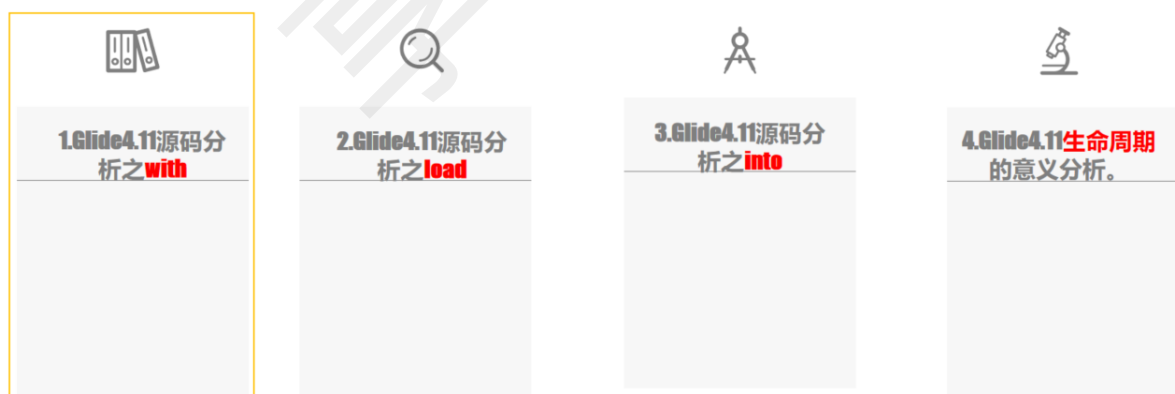 1.Glide4.11源码分
析之with
2.Glide4.11源码分
析之load
3.Glide4.11源码分
析之into
4.Glide4.11生命周期
的意义分析。